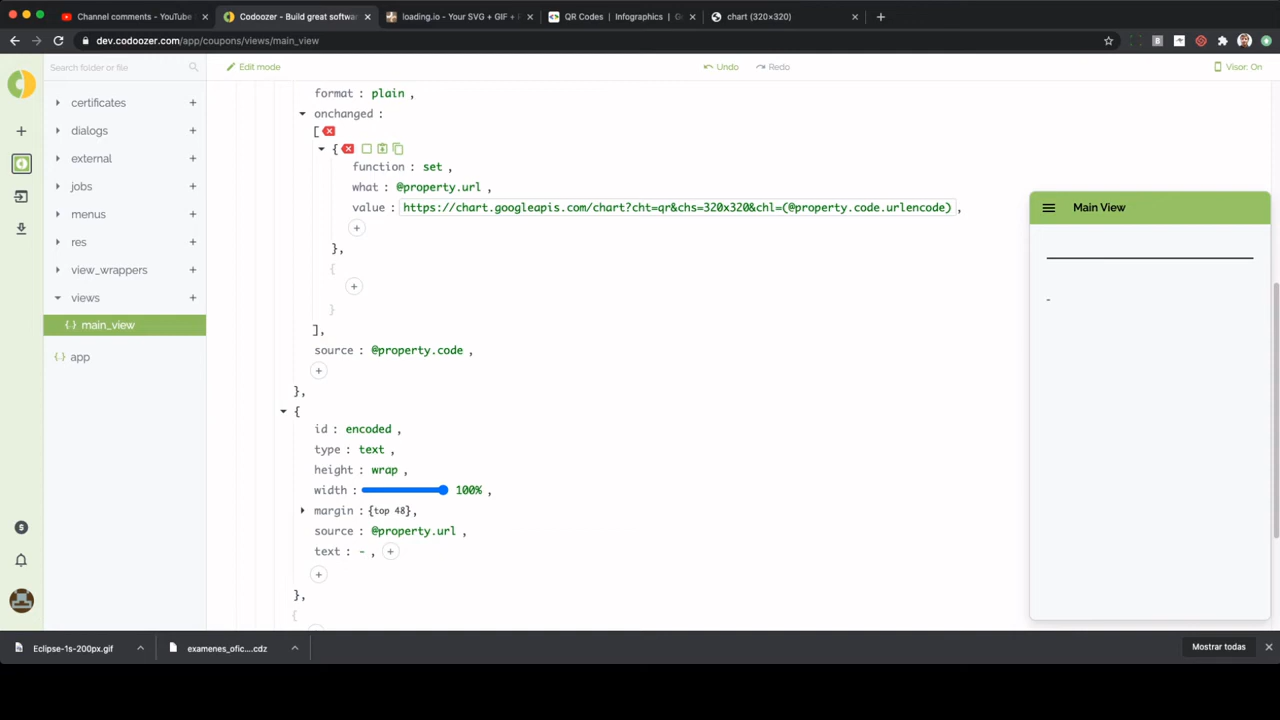 Channel comments - YouTube
Codoozer - Build great softwa
loading.io - Your SVG + GIF + P
QR Codes | Infographics | G
chart (320×320)
dev.codoozer.com/app/coupons/views/main_view
Search folder or file
Edit mode
Undo
Redo
Visor: On
certificates
dialogs
external
jobs
menus
res
view_wrappers
views
{.} main_view
{.} app
format : plain ,
onchanged :
[
{
function : set ,
what : @property.url ,
value : https://chart.googleapis.com/chart?cht=qr&chs=320x320&chl=(@property.code.urlencode) ,
},
{
}
],
source : @property.code ,
},
{
id : encoded ,
type : text ,
height : wrap ,
width : 100% ,
margin : {top 48},
source : @property.url ,
text : - ,
},
{
Main View
-
Eclipse-1s-200px.gif
examenes_ofic....cdz
Mostrar todas